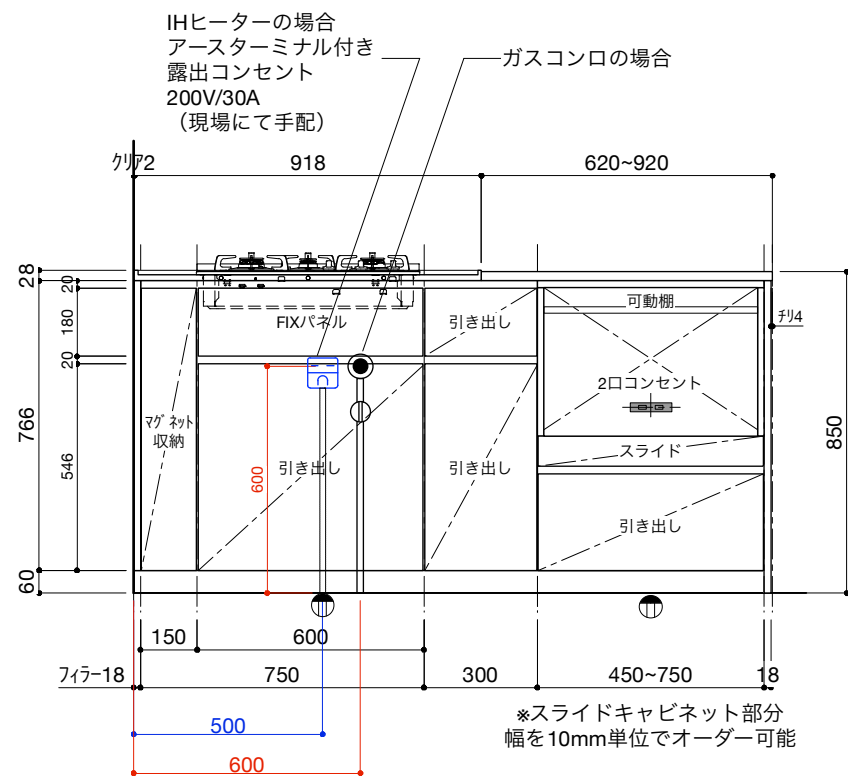 IHヒーターの場合
アースターミナル付き
露出コンセント
200V/30A
（現場にて手配）
ガスコンロの場合
クリア2
918
620~920
28
20
180
20
766
546
60
FIXパネル
引き出し
可動棚
チリ4
2口コンセント
マグネット
収納
引き出し
引き出し
スライド
引き出し
600
850
150
600
フィラー18
750
300
450~750
18
500
600
※スライドキャビネット部分
幅を10mm単位でオーダー可能